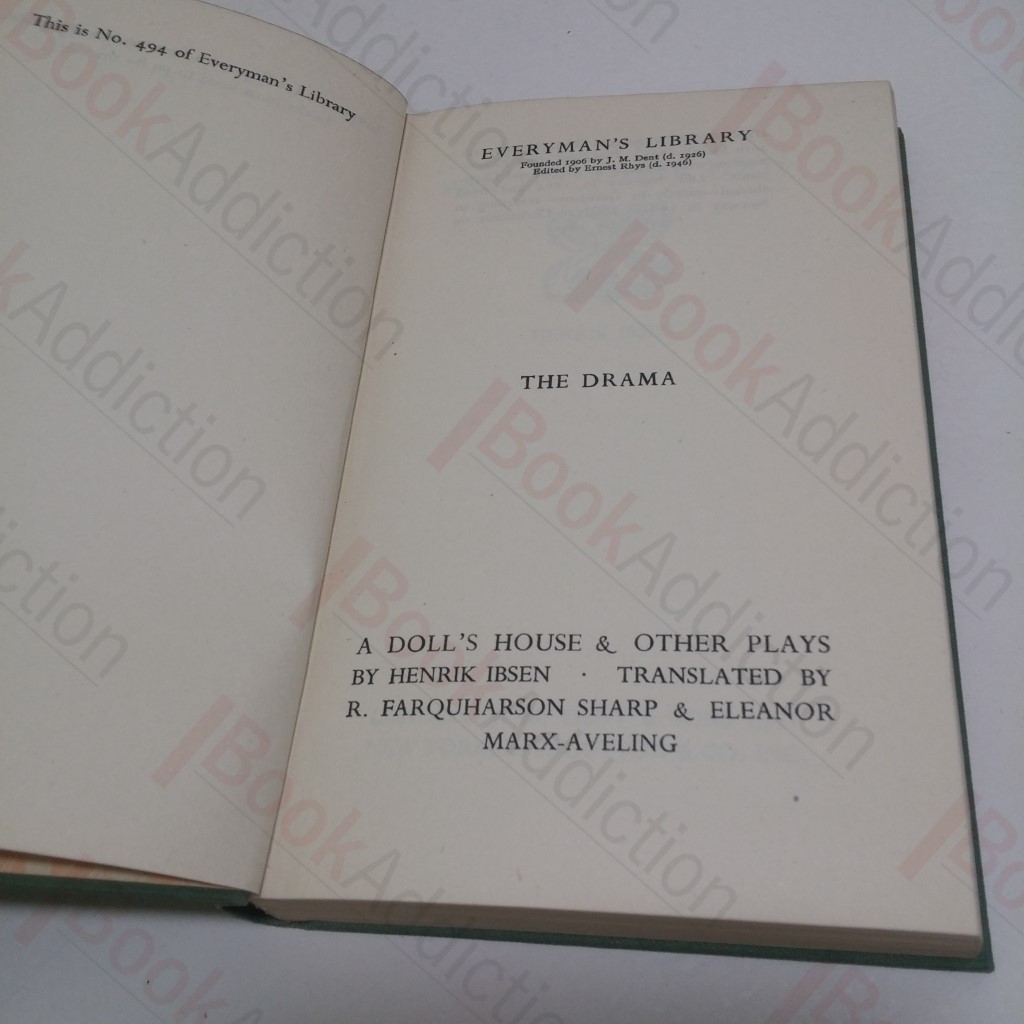 This is No. 494 of Everyman's Library
EVERYMAN'S LIBRARY
Founded 1906 by J. M. Dent (d. 1926)
Edited by Ernest Rhys (d. 1946)
THE DRAMA
A DOLL'S HOUSE & OTHER PLAYS
BY HENRIK IBSEN · TRANSLATED BY
R. FARQUHARSON SHARP & ELEANOR
MARX-AVELING
BookAddiction